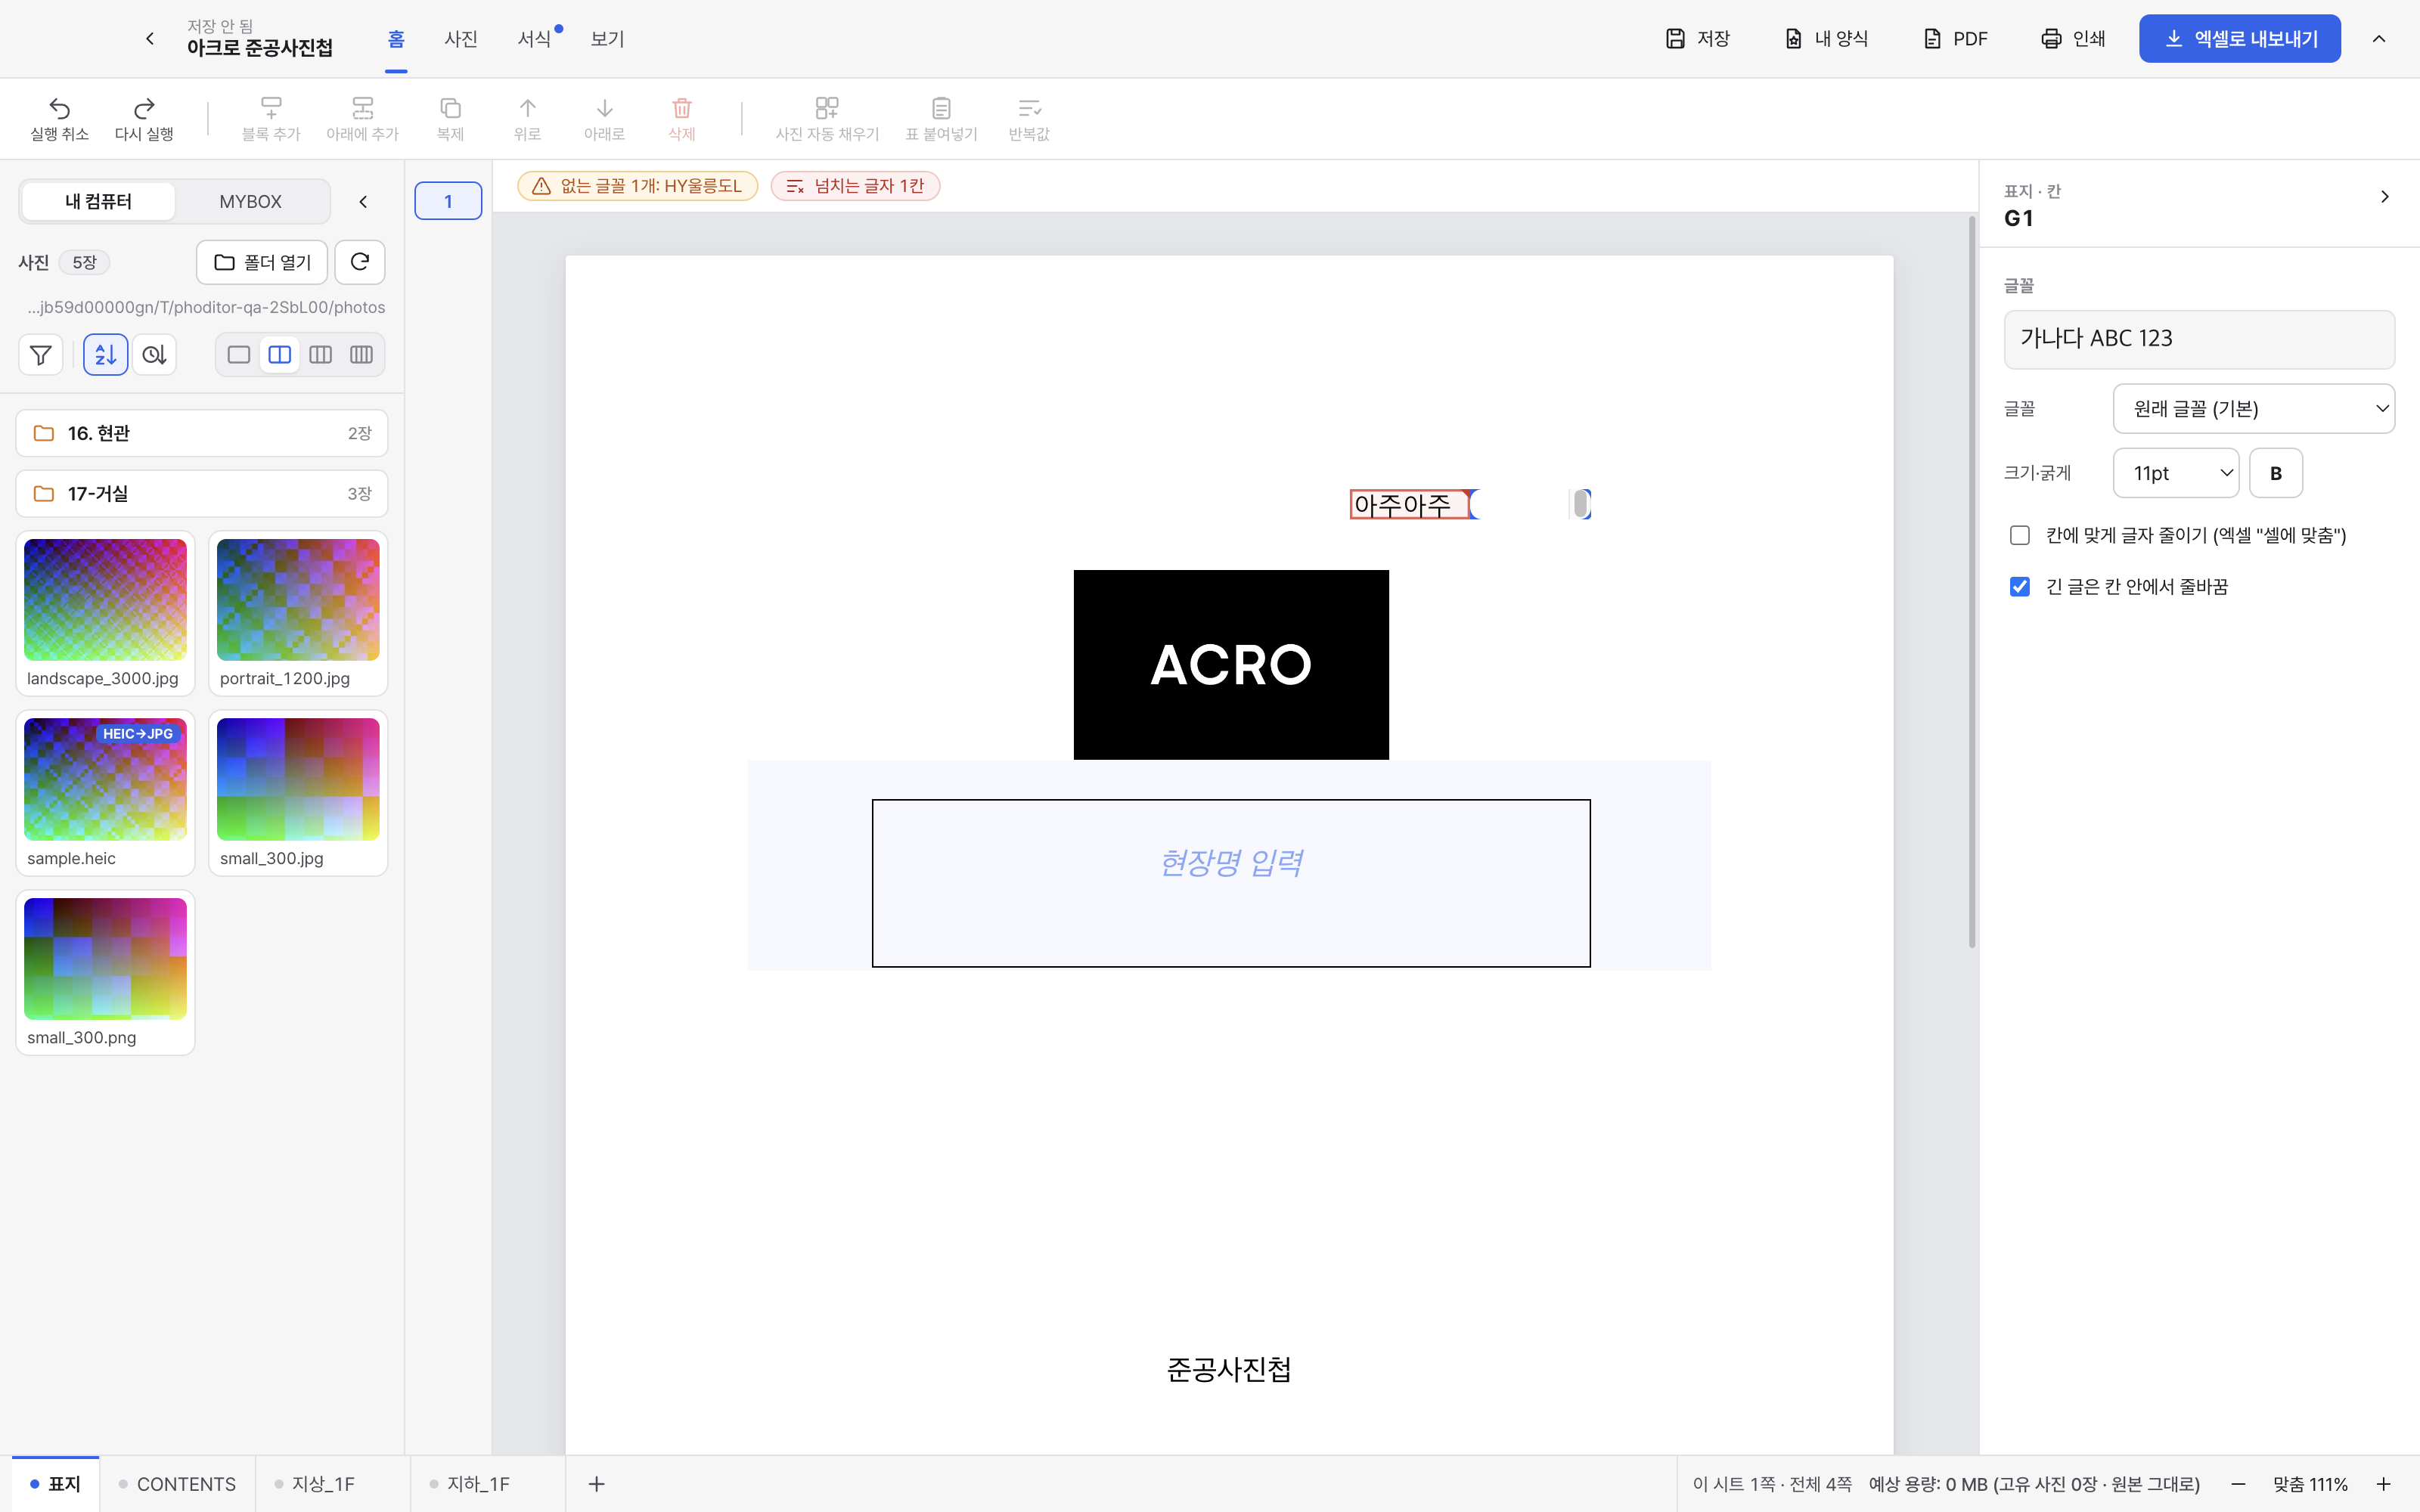 저장 안 됨
아크로 준공사진첩
홈 사진 서식 보기
저장 내 양식 PDF 인쇄 엑셀로 내보내기
실행 취소 다시 실행 블록 추가 아래에 추가 복제 위로 아래로 삭제 사진 자동 채우기 표 붙여넣기 반복값
내 컴퓨터 MYBOX
사진 5장 폴더 열기
...jb59d00000gn/T/phoditor-qa-2SbL00/photos
16. 현관 2장
17-거실 3장
landscape_3000.jpg portrait_1200.jpg
HEIC→JPG
sample.heic small_300.jpg
small_300.png
1
없는 글꼴 1개: HY울릉도L 넘치는 글자 1칸
아주아주
ACRO
현장명 입력
준공사진첩
표지 · 칸
G1
글꼴
가나다 ABC 123
글꼴 원래 글꼴 (기본)
크기·굵게 11pt B
칸에 맞게 글자 줄이기 (엑셀 "셀에 맞춤")
긴 글은 칸 안에서 줄바꿈
표지 CONTENTS 지상_1F 지하_1F +
이 시트 1쪽 · 전체 4쪽 예상 용량: 0 MB (고유 사진 0장 · 원본 그대로) − 맞춤 111% +